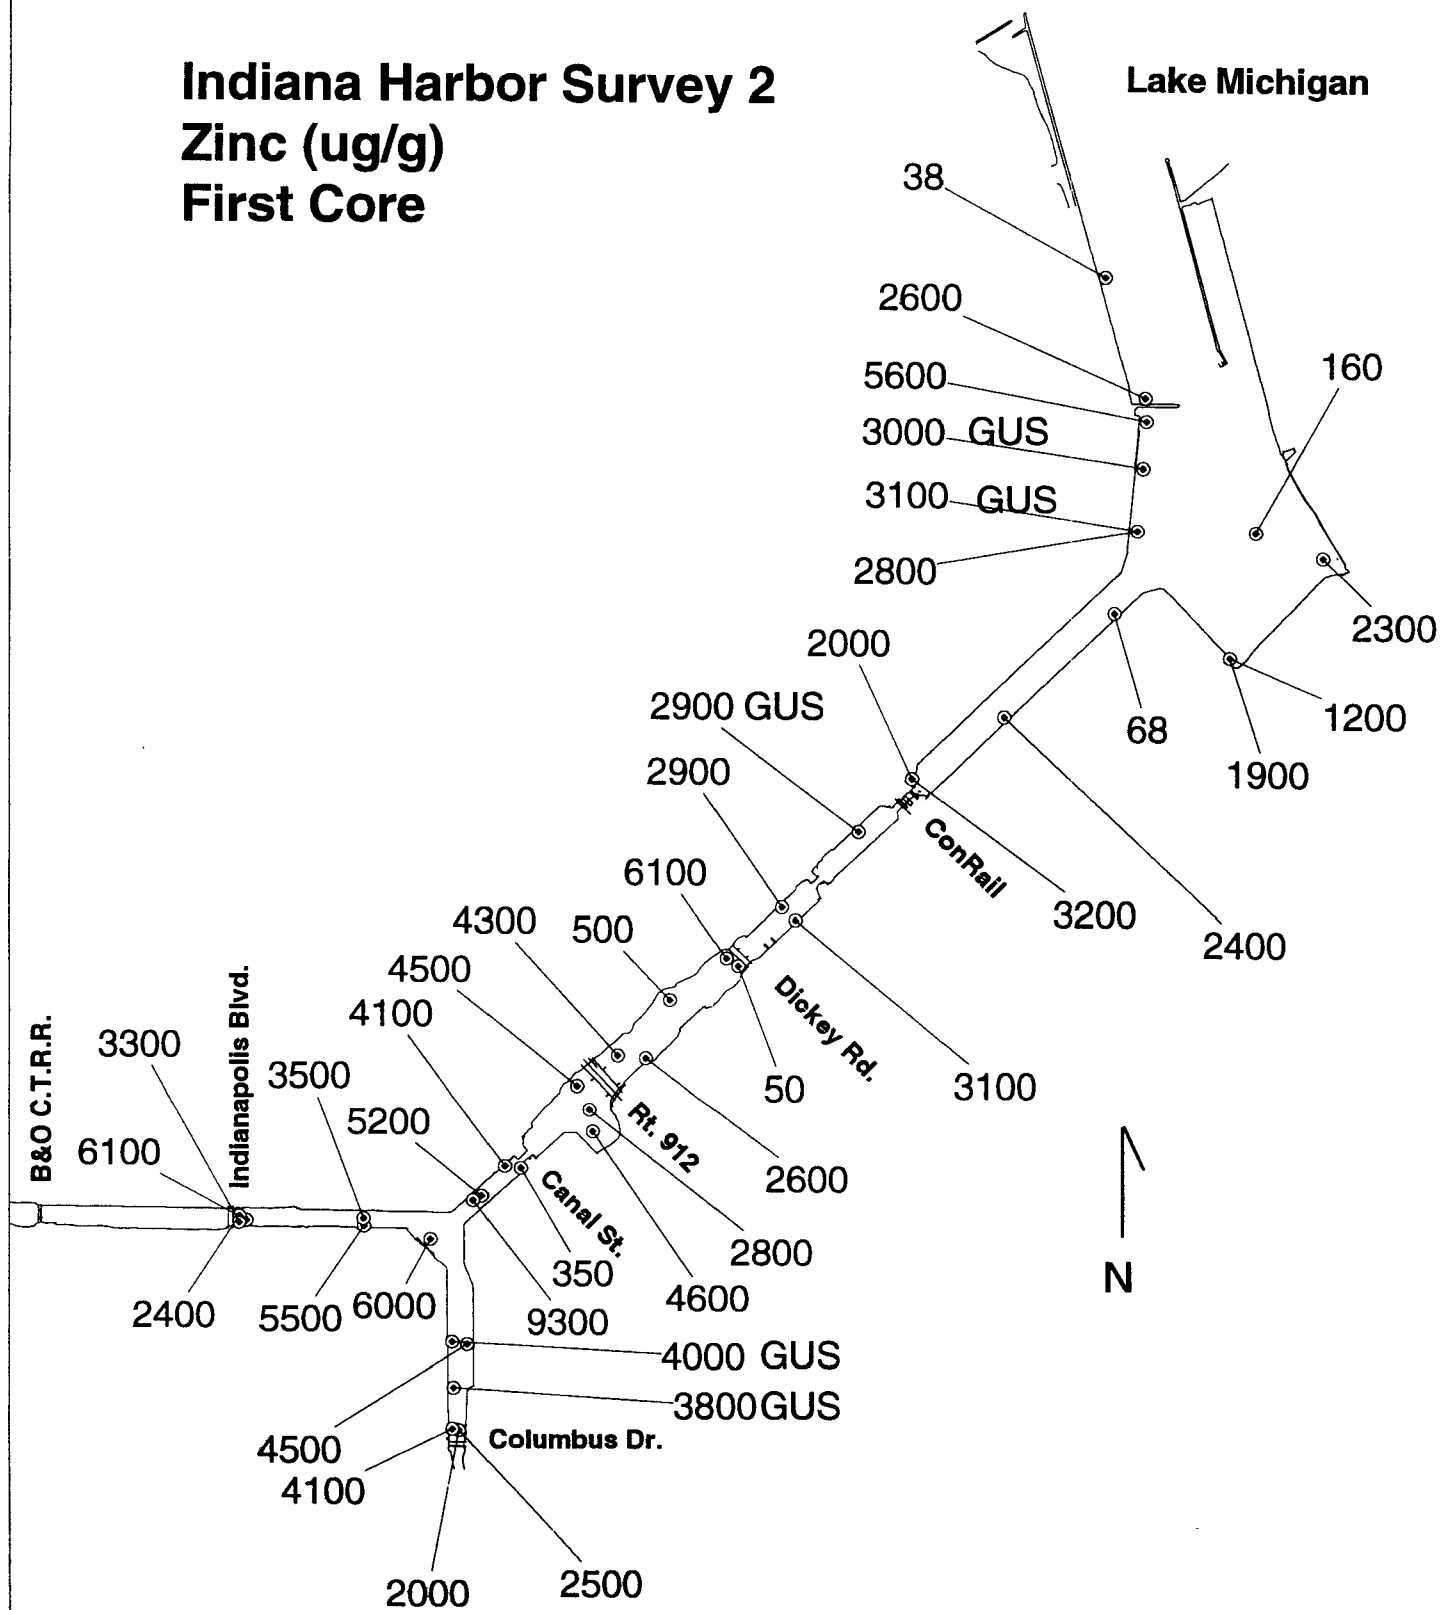 Indiana Harbor Survey 2
Zinc (ug/g)
First Core
Lake Michigan
38
2600
5600
160
3000 GUS
3100 GUS
2800
2300
2000
2900 GUS
1200
68
1900
2900
ConRail
6100
3200
2400
4300
500
4500
4100
Dickey Rd.
Indianapolis Blvd.
B&O C.T.R.R.
3300
3500
50
3100
5200
Rt. 912
6100
2600
Canal St.
2800
350
4600
2400
5500
6000
9300
N
4000 GUS
3800 GUS
Columbus Dr.
4500
4100
2000
2500